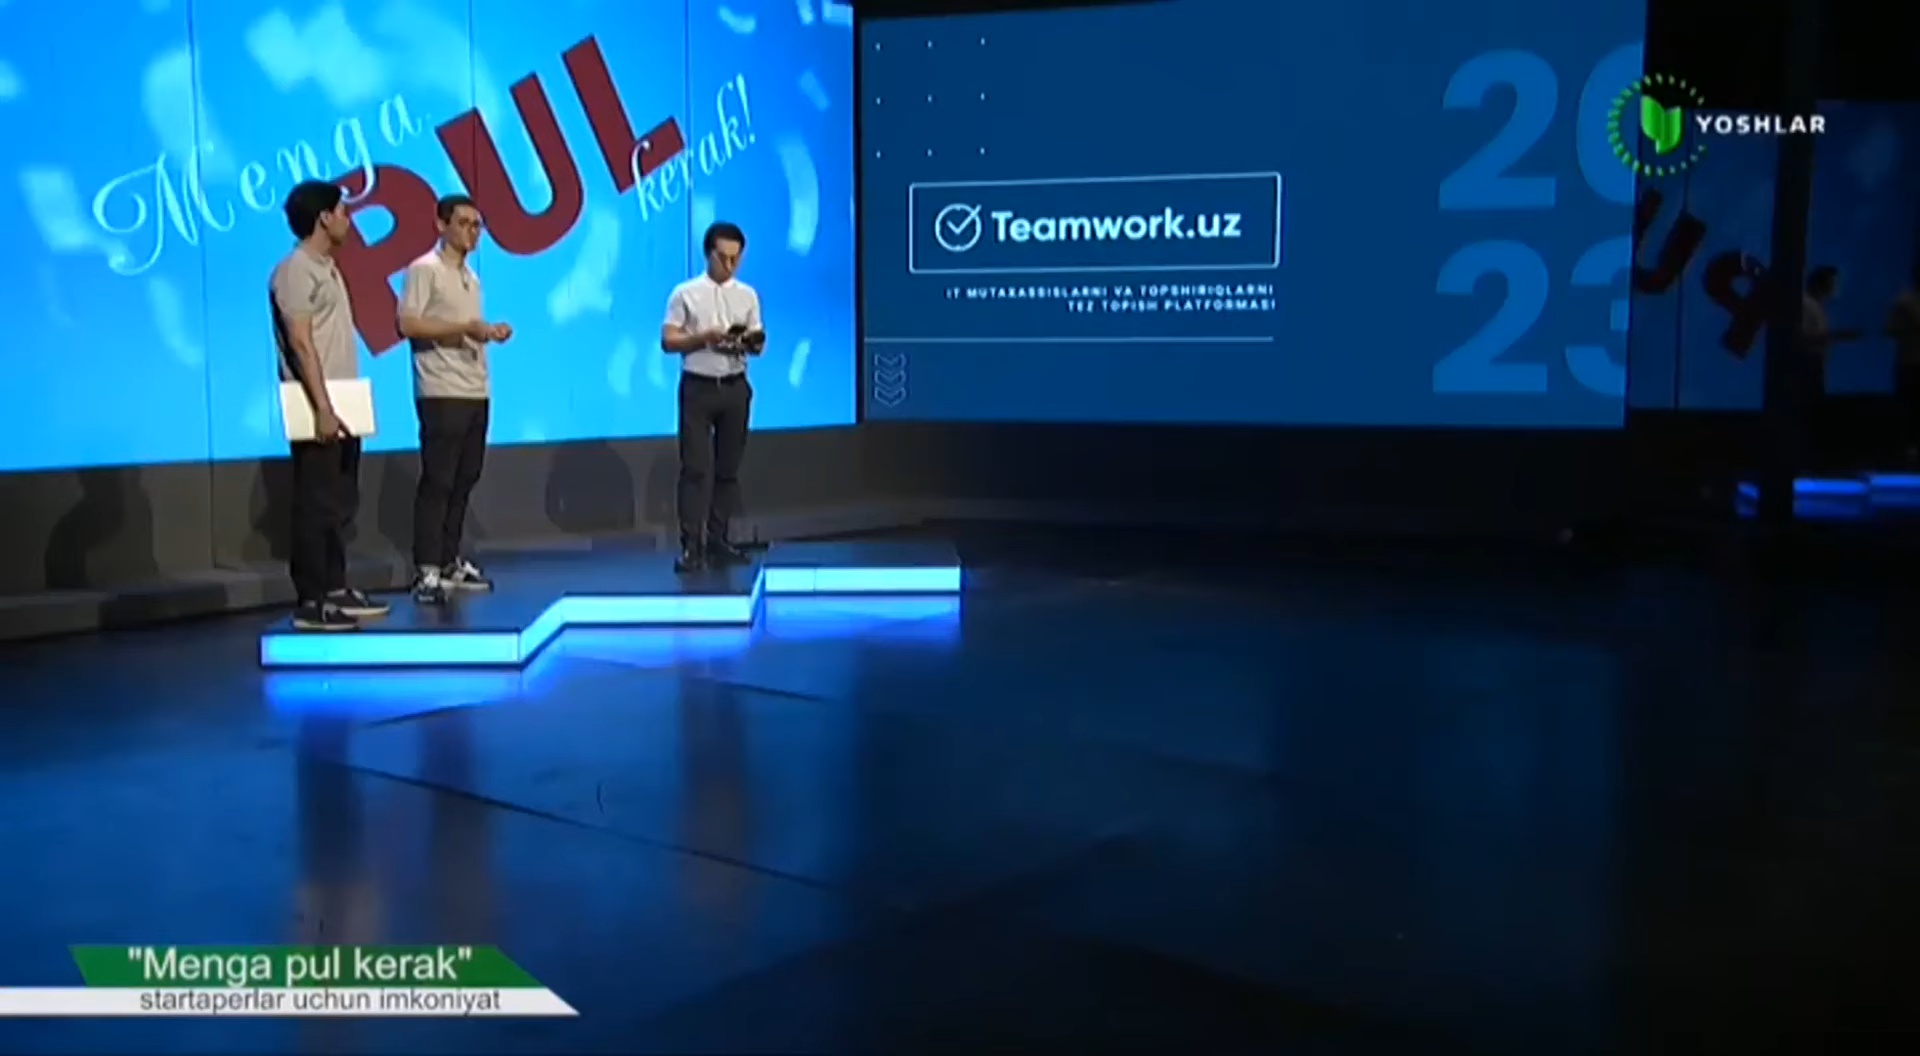 Menga
PUL
kerak!
Teamwork.uz
IT MUTAXASSISLARNI VA TOPSHIRIQLARNI
TEZ TOPISH PLATFORMASI
20
23
YOSHLAR
"Menga pul kerak"
startaperlar uchun imkoniyat